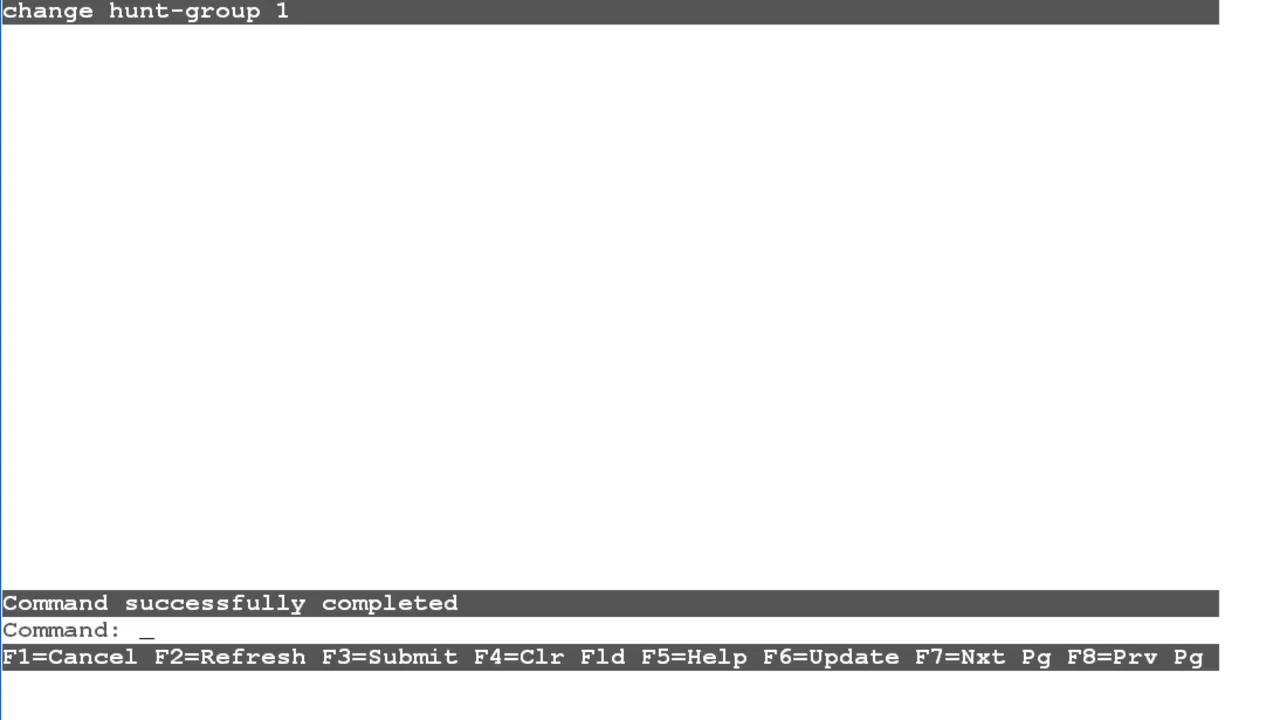 change hunt-group 1
Command successfully completed
Command: _
F1=Cancel F2=Refresh F3=Submit F4=Clr Fld F5=Help F6=Update F7=Nxt Pg F8=Prv Pg